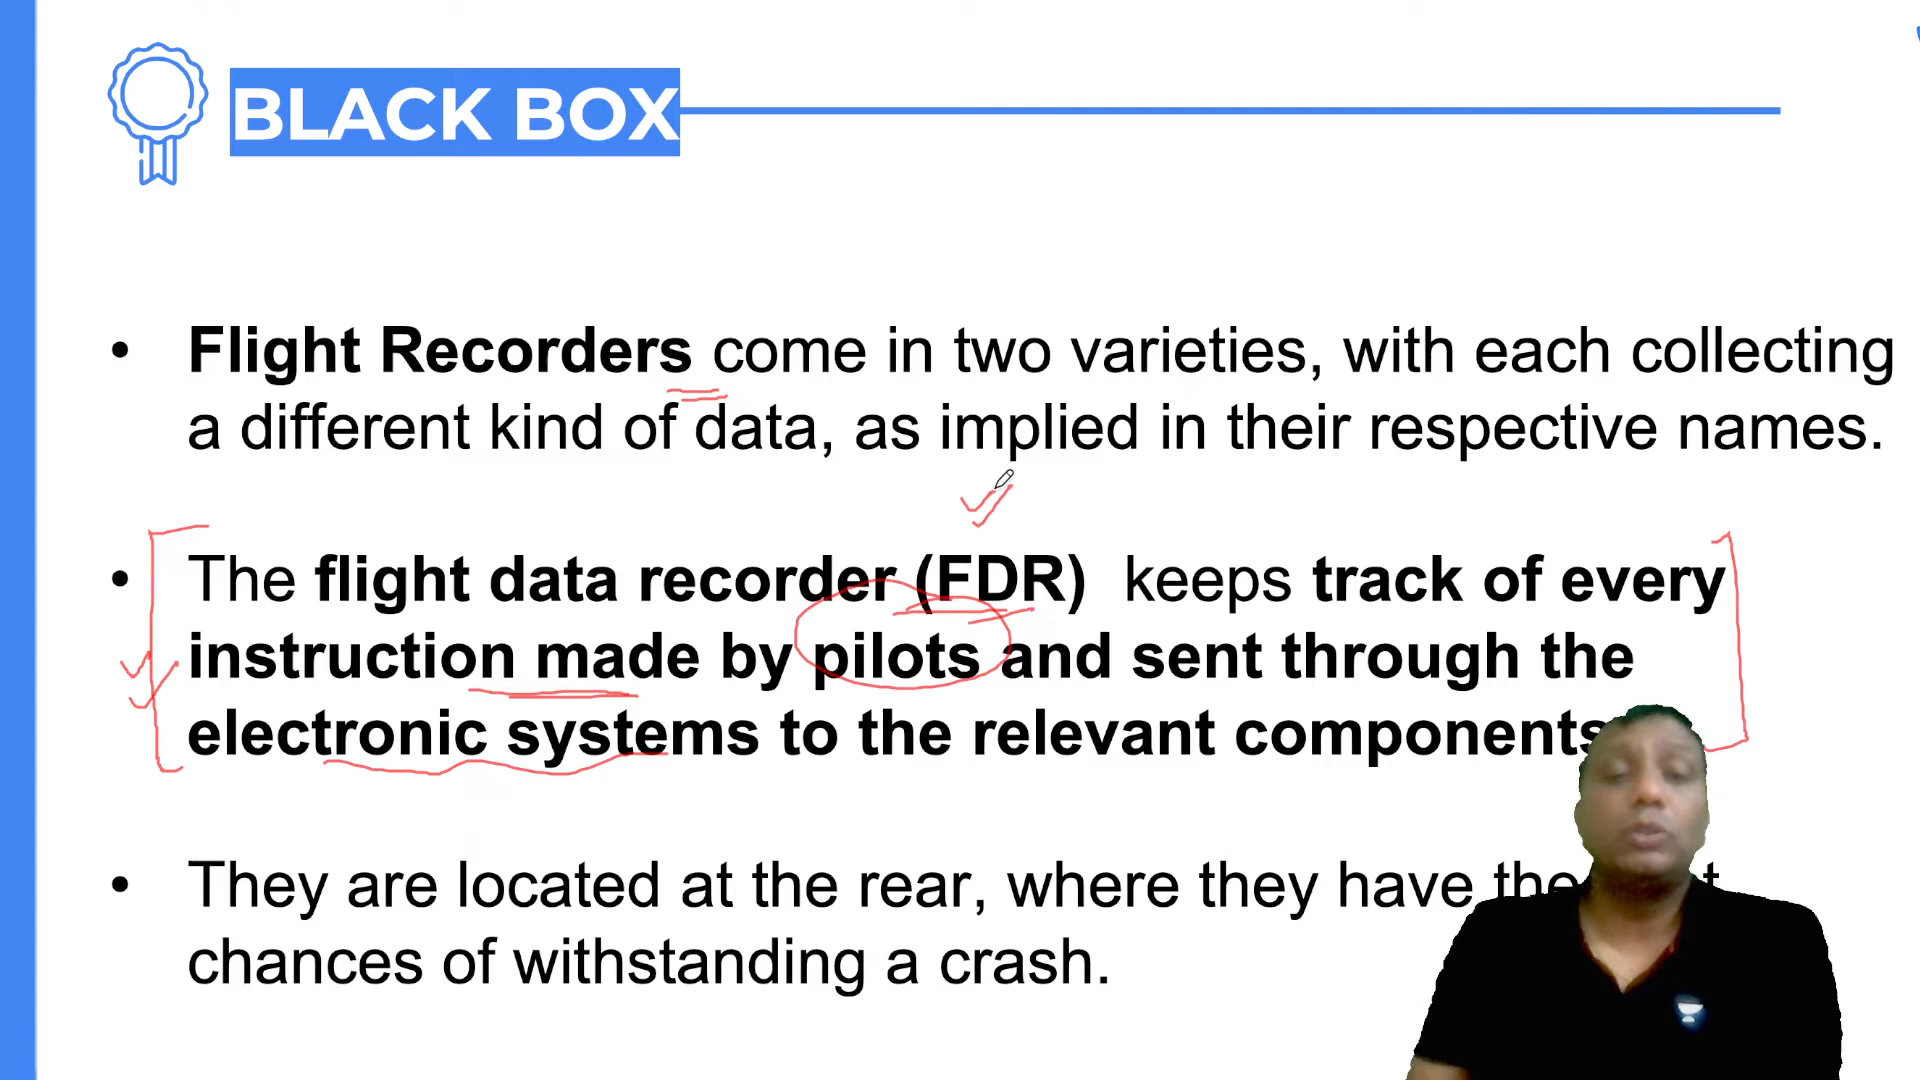 BLACK BOX
• Flight Recorders come in two varieties, with each collecting
a different kind of data, as implied in their respective names.
• The flight data recorder (FDR) keeps track of every
instruction made by pilots and sent through the
electronic systems to the relevant components
• They are located at the rear, where they have
chances of withstanding a crash.